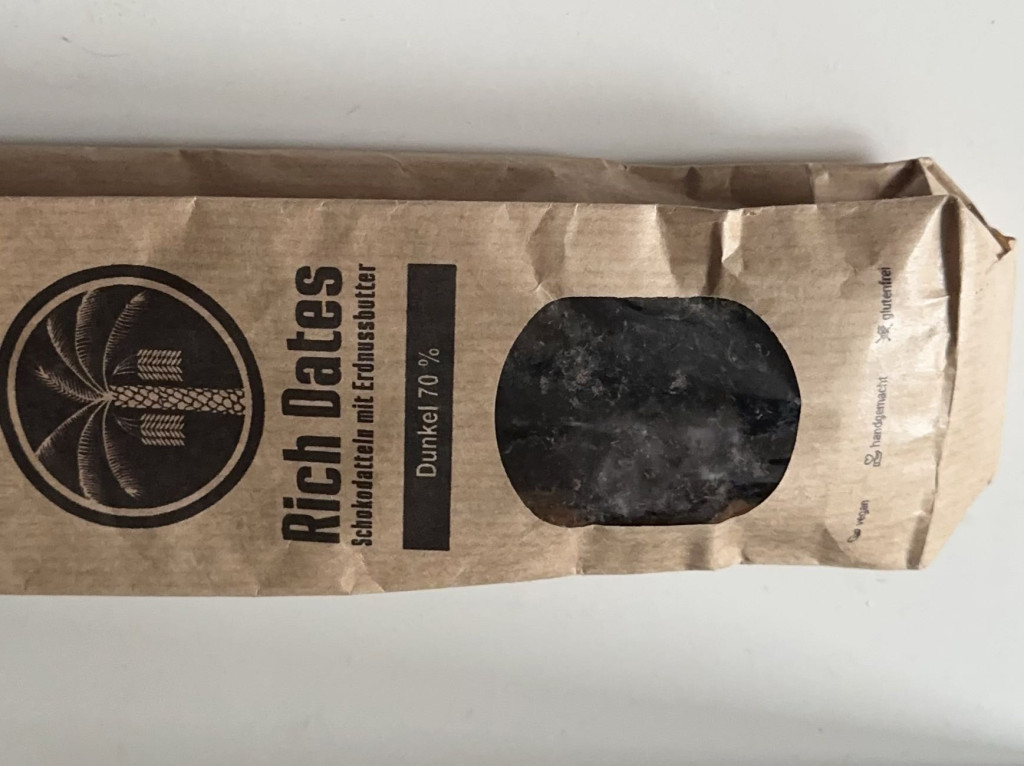 Rich Dates
Schokodatteln mit Erdnussbutter
Dunkel 70 %
vegan handgemacht glutenfrei